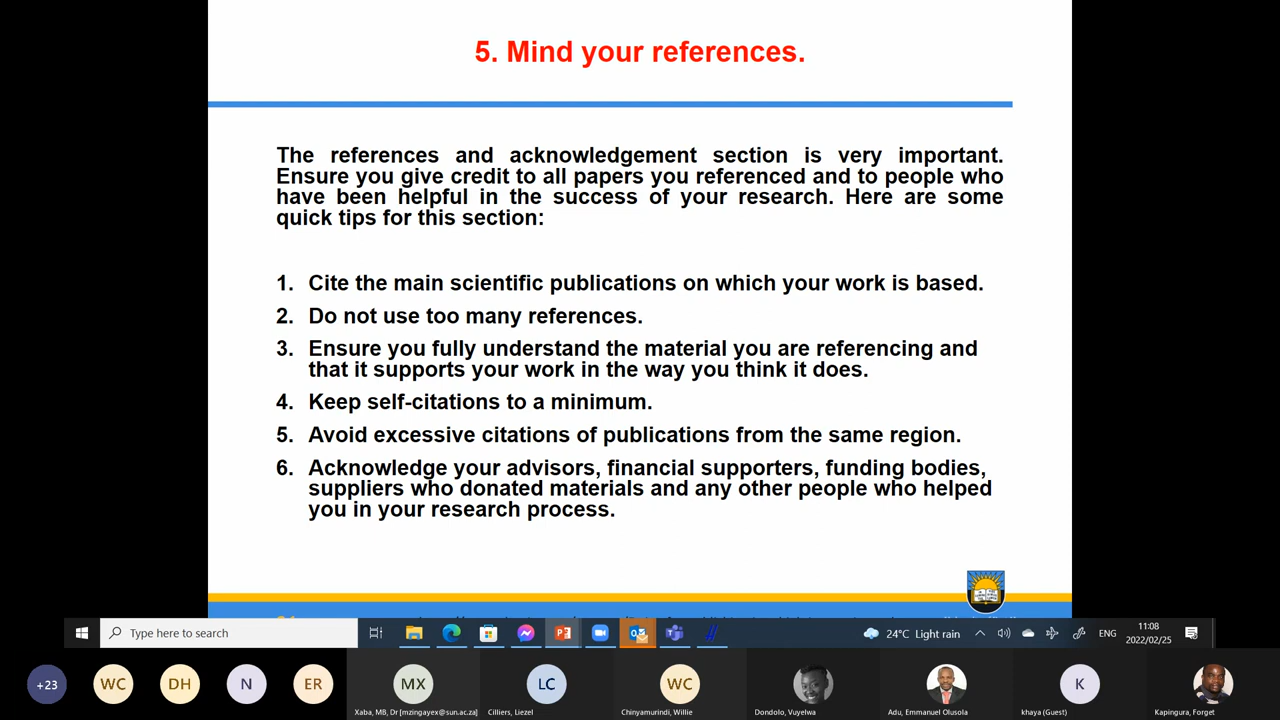 5. Mind your references.
The references and acknowledgement section is very important.
Ensure you give credit to all papers you referenced and to people who
have been helpful in the success of your research. Here are some
quick tips for this section:
1. Cite the main scientific publications on which your work is based.
2. Do not use too many references.
3. Ensure you fully understand the material you are referencing and
that it supports your work in the way you think it does.
4. Keep self-citations to a minimum.
5. Avoid excessive citations of publications from the same region.
6. Acknowledge your advisors, financial supporters, funding bodies,
suppliers who donated materials and any other people who helped
you in your research process.
Type here to search
24°C Light rain
ENG
11:08
2022/02/25
+23
WC
DH
N
ER
MX
LC
WC
K
Xaba, MB, Dr [mzingayex@sun.ac.za]
Cilliers, Liezel
Chinyamurindi, Willie
Dondolo, Vuyelwa
Adu, Emmanuel Olusola
khaya (Guest)
Kapingura, Forget